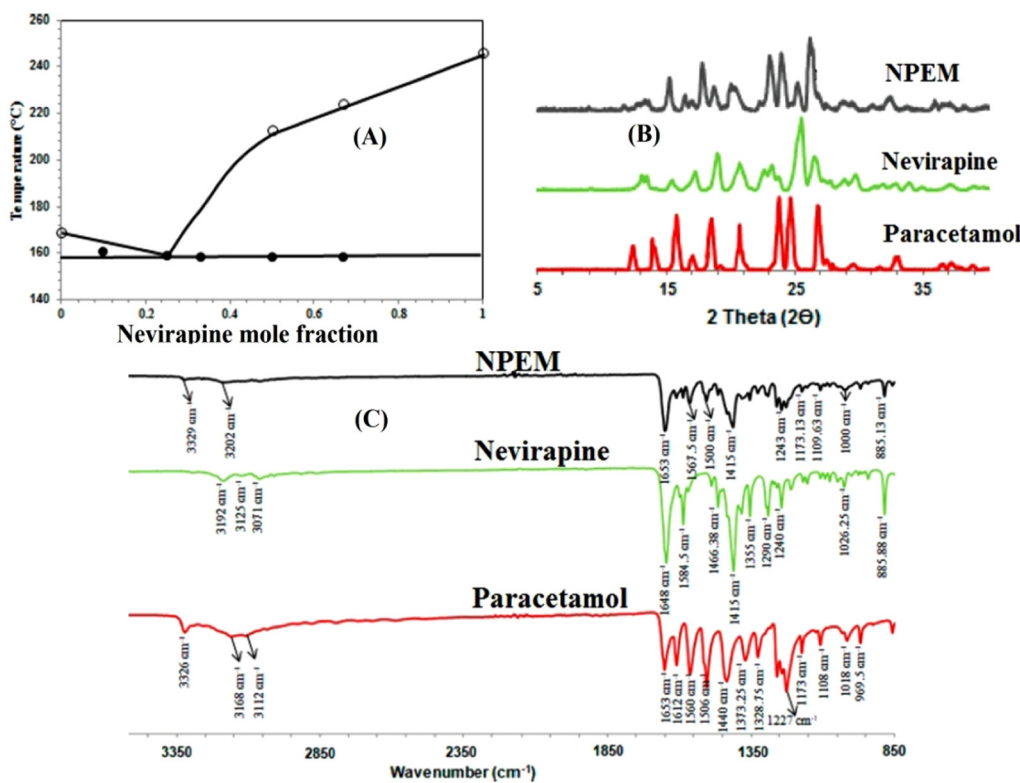 260
240
220
200
180
160
140
Temperature (°C)
(A)
0
0.2
0.4
0.6
0.8
1
Nevirapine mole fraction
NPEM
(B)
Nevirapine
Paracetamol
5
15
25
35
2 Theta (2Θ)
NPEM
(C)
3329 cm⁻¹
3202 cm⁻¹
1653 cm⁻¹
1567.5 cm⁻¹
1500 cm⁻¹
1415 cm⁻¹
1243 cm⁻¹
1173.13 cm⁻¹
1109.63 cm⁻¹
1000 cm⁻¹
885.13 cm⁻¹
Nevirapine
3192 cm⁻¹
3125 cm⁻¹
3071 cm⁻¹
1648 cm⁻¹
1584.5 cm⁻¹
1466.38 cm⁻¹
1415 cm⁻¹
1355 cm⁻¹
1290 cm⁻¹
1240 cm⁻¹
1026.25 cm⁻¹
885.88 cm⁻¹
Paracetamol
3326 cm⁻¹
3168 cm⁻¹
3112 cm⁻¹
1653 cm⁻¹
1612 cm⁻¹
1560 cm⁻¹
1506 cm⁻¹
1440 cm⁻¹
1373.25 cm⁻¹
1328.75 cm⁻¹
1227 cm⁻¹
1173 cm⁻¹
1108 cm⁻¹
1018 cm⁻¹
969.5 cm⁻¹
3350
2850
2350
1850
1350
850
Wavenumber (cm⁻¹)